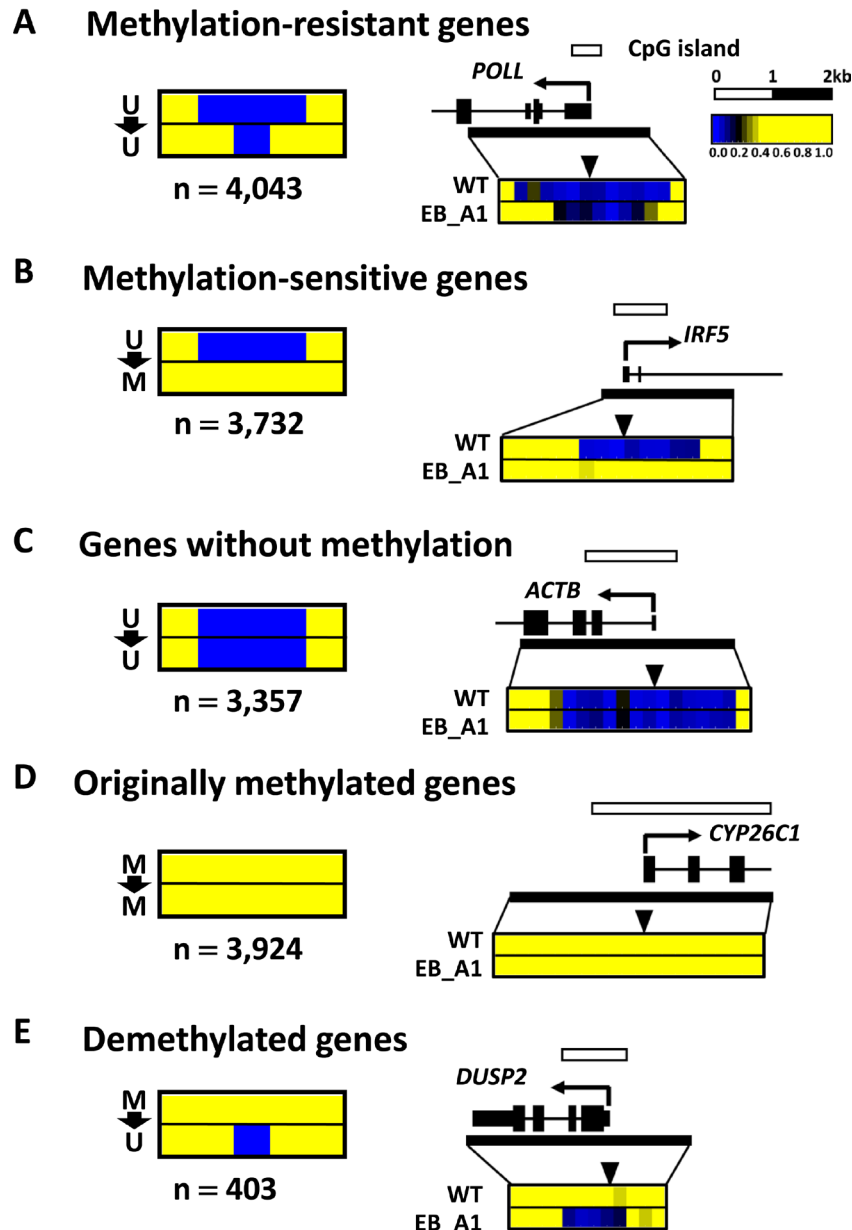 A Methylation-resistant genes
CpG island
POLL
0 1 2kb
0.0 0.2 0.4 0.6 0.8 1.0
U
U
n = 4,043
WT
EB_A1
B Methylation-sensitive genes
IRF5
U
M
n = 3,732
WT
EB_A1
C Genes without methylation
ACTB
U
U
n = 3,357
WT
EB_A1
D Originally methylated genes
CYP26C1
M
M
n = 3,924
WT
EB_A1
E Demethylated genes
DUSP2
M
U
n = 403
WT
EB_A1